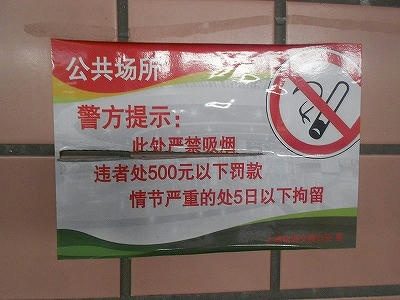 公共场所
警方提示：
此处严禁吸烟
违者处500元以下罚款
情节严重的处5日以下拘留